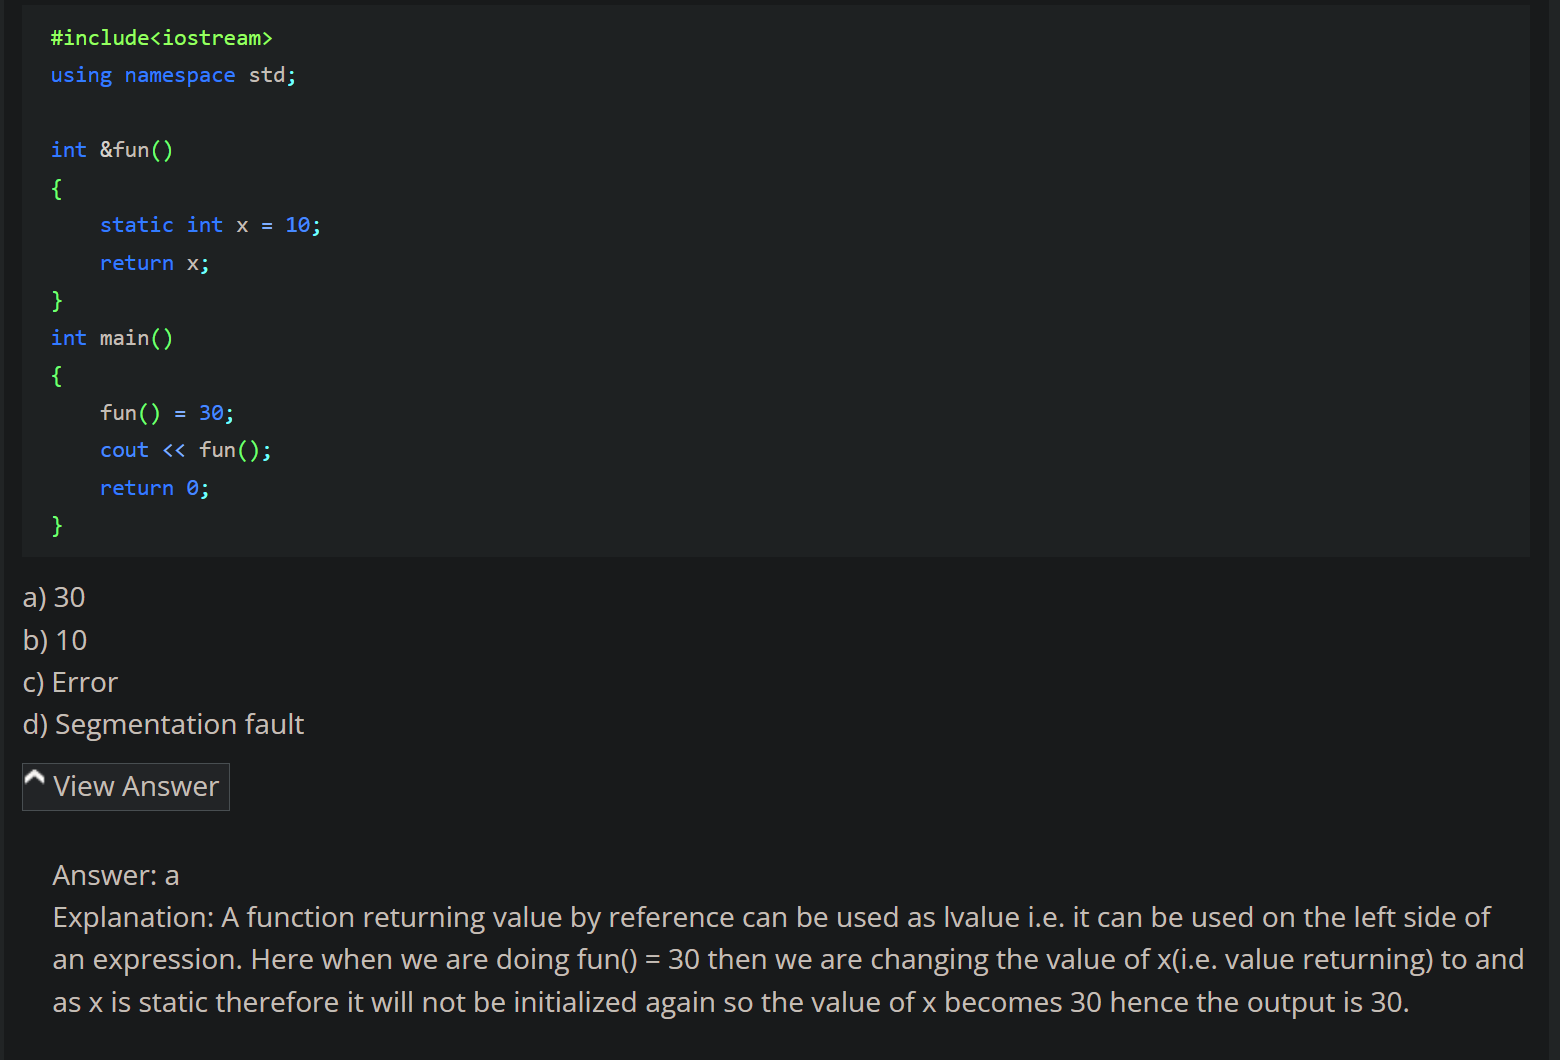 #include<iostream>
using namespace std;
int &fun()
{
    static int x = 10;
    return x;
}
int main()
{
    fun() = 30;
    cout << fun();
    return 0;
}
a) 30
b) 10
c) Error
d) Segmentation fault
View Answer
Answer: a
Explanation: A function returning value by reference can be used as lvalue i.e. it can be used on the left side of
an expression. Here when we are doing fun() = 30 then we are changing the value of x(i.e. value returning) to and
as x is static therefore it will not be initialized again so the value of x becomes 30 hence the output is 30.